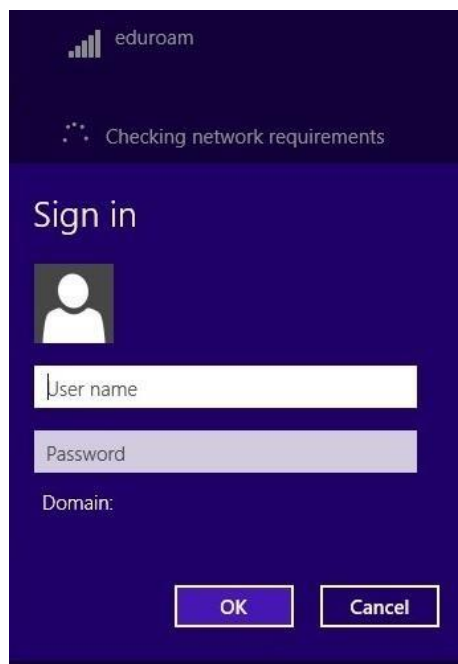 eduroam
Checking network requirements
Sign in
User name
Password
Domain:
OK Cancel